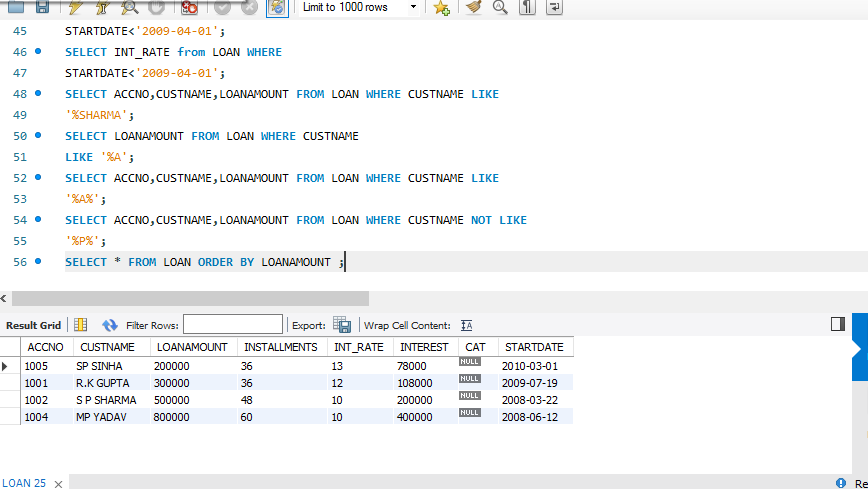 Limit to 1000 rows
45 STARTDATE<'2009-04-01';
46 SELECT INT_RATE from LOAN WHERE
47 STARTDATE<'2009-04-01';
48 SELECT ACCNO,CUSTNAME,LOANAMOUNT FROM LOAN WHERE CUSTNAME LIKE
49 '%SHARMA';
50 SELECT LOANAMOUNT FROM LOAN WHERE CUSTNAME
51 LIKE '%A';
52 SELECT ACCNO,CUSTNAME,LOANAMOUNT FROM LOAN WHERE CUSTNAME LIKE
53 '%A%';
54 SELECT ACCNO,CUSTNAME,LOANAMOUNT FROM LOAN WHERE CUSTNAME NOT LIKE
55 '%P%';
56 SELECT * FROM LOAN ORDER BY LOANAMOUNT ;
Result Grid Filter Rows: Export: Wrap Cell Content: IA
ACCNO CUSTNAME LOANAMOUNT INSTALLMENTS INT_RATE INTEREST CAT STARTDATE
1005 SP SINHA 200000 36 13 78000 NULL 2010-03-01
1001 R.K GUPTA 300000 36 12 108000 NULL 2009-07-19
1002 S P SHARMA 500000 48 10 200000 NULL 2008-03-22
1004 MP YADAV 800000 60 10 400000 NULL 2008-06-12
LOAN 25 Re